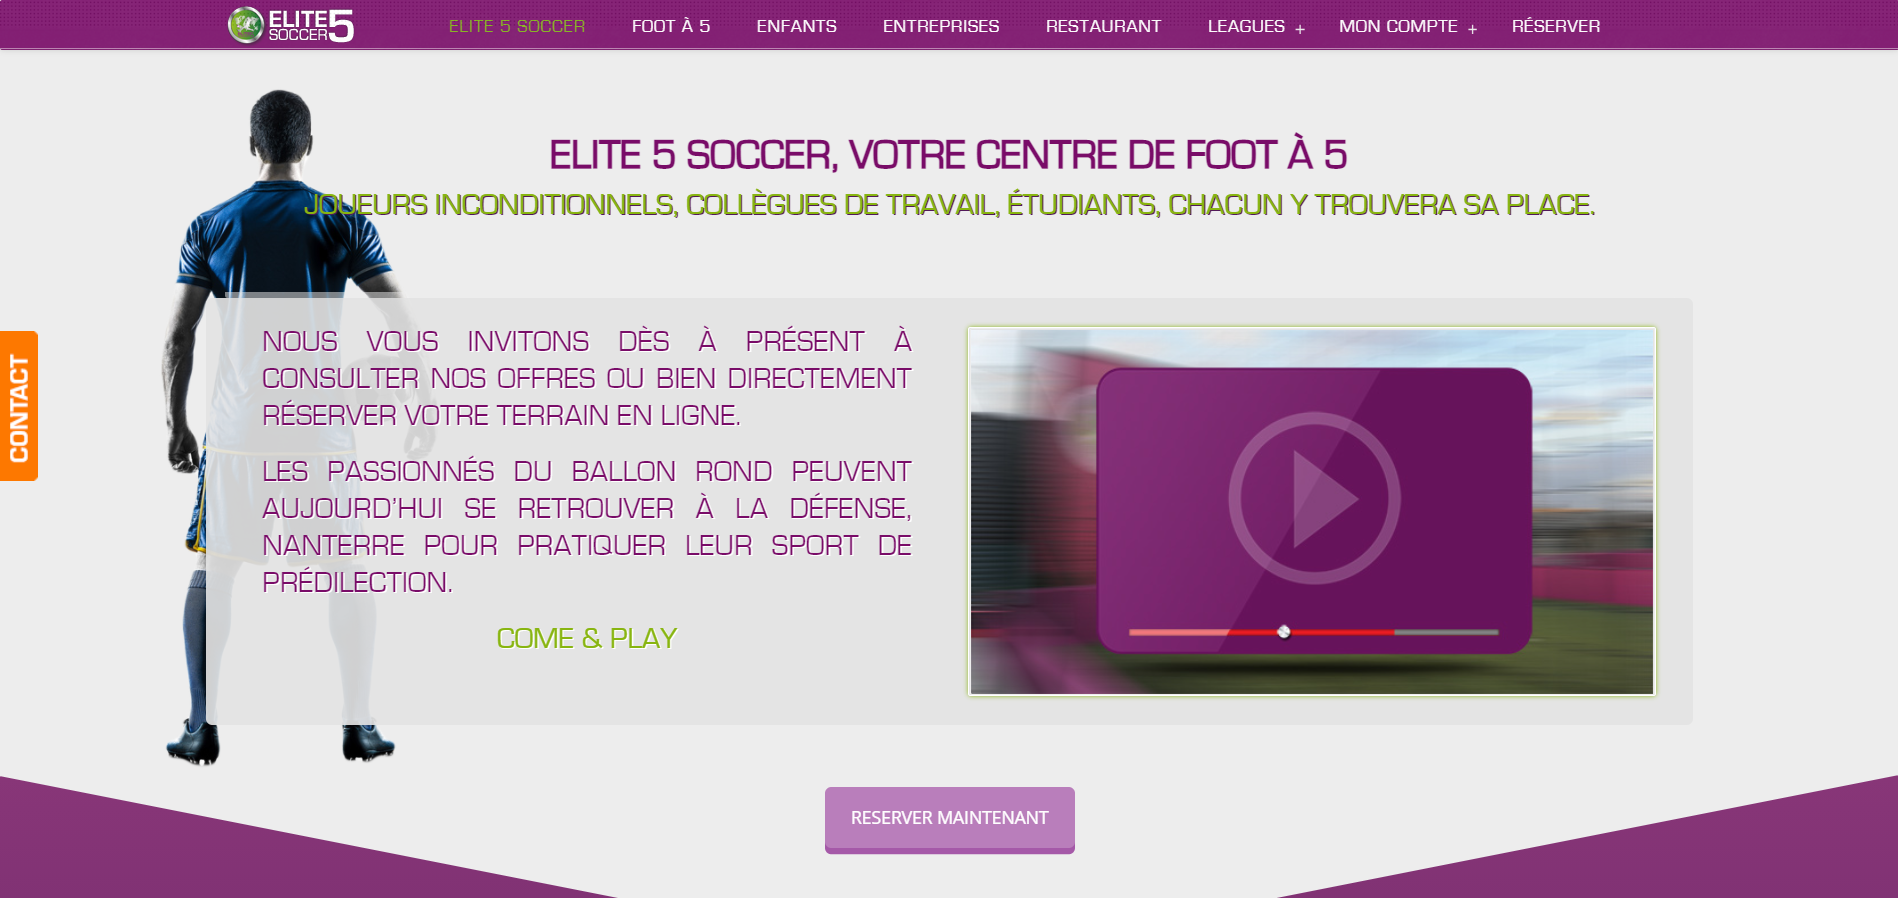 ELITE 5
SOCCER
ELITE 5 SOCCER FOOT À 5 ENFANTS ENTREPRISES RESTAURANT LEAGUES + MON COMPTE + RÉSERVER
ELITE 5 SOCCER, VOTRE CENTRE DE FOOT À 5
JOUEURS INCONDITIONNELS, COLLÈGUES DE TRAVAIL, ÉTUDIANTS, CHACUN Y TROUVERA SA PLACE.
NOUS VOUS INVITONS DÈS À PRÉSENT À
CONSULTER NOS OFFRES OU BIEN DIRECTEMENT
RÉSERVER VOTRE TERRAIN EN LIGNE.
LES PASSIONNÉS DU BALLON ROND PEUVENT
AUJOURD’HUI SE RETROUVER À LA DÉFENSE,
NANTERRE POUR PRATIQUER LEUR SPORT DE
PRÉDILECTION.
COME & PLAY
CONTACT
RESERVER MAINTENANT